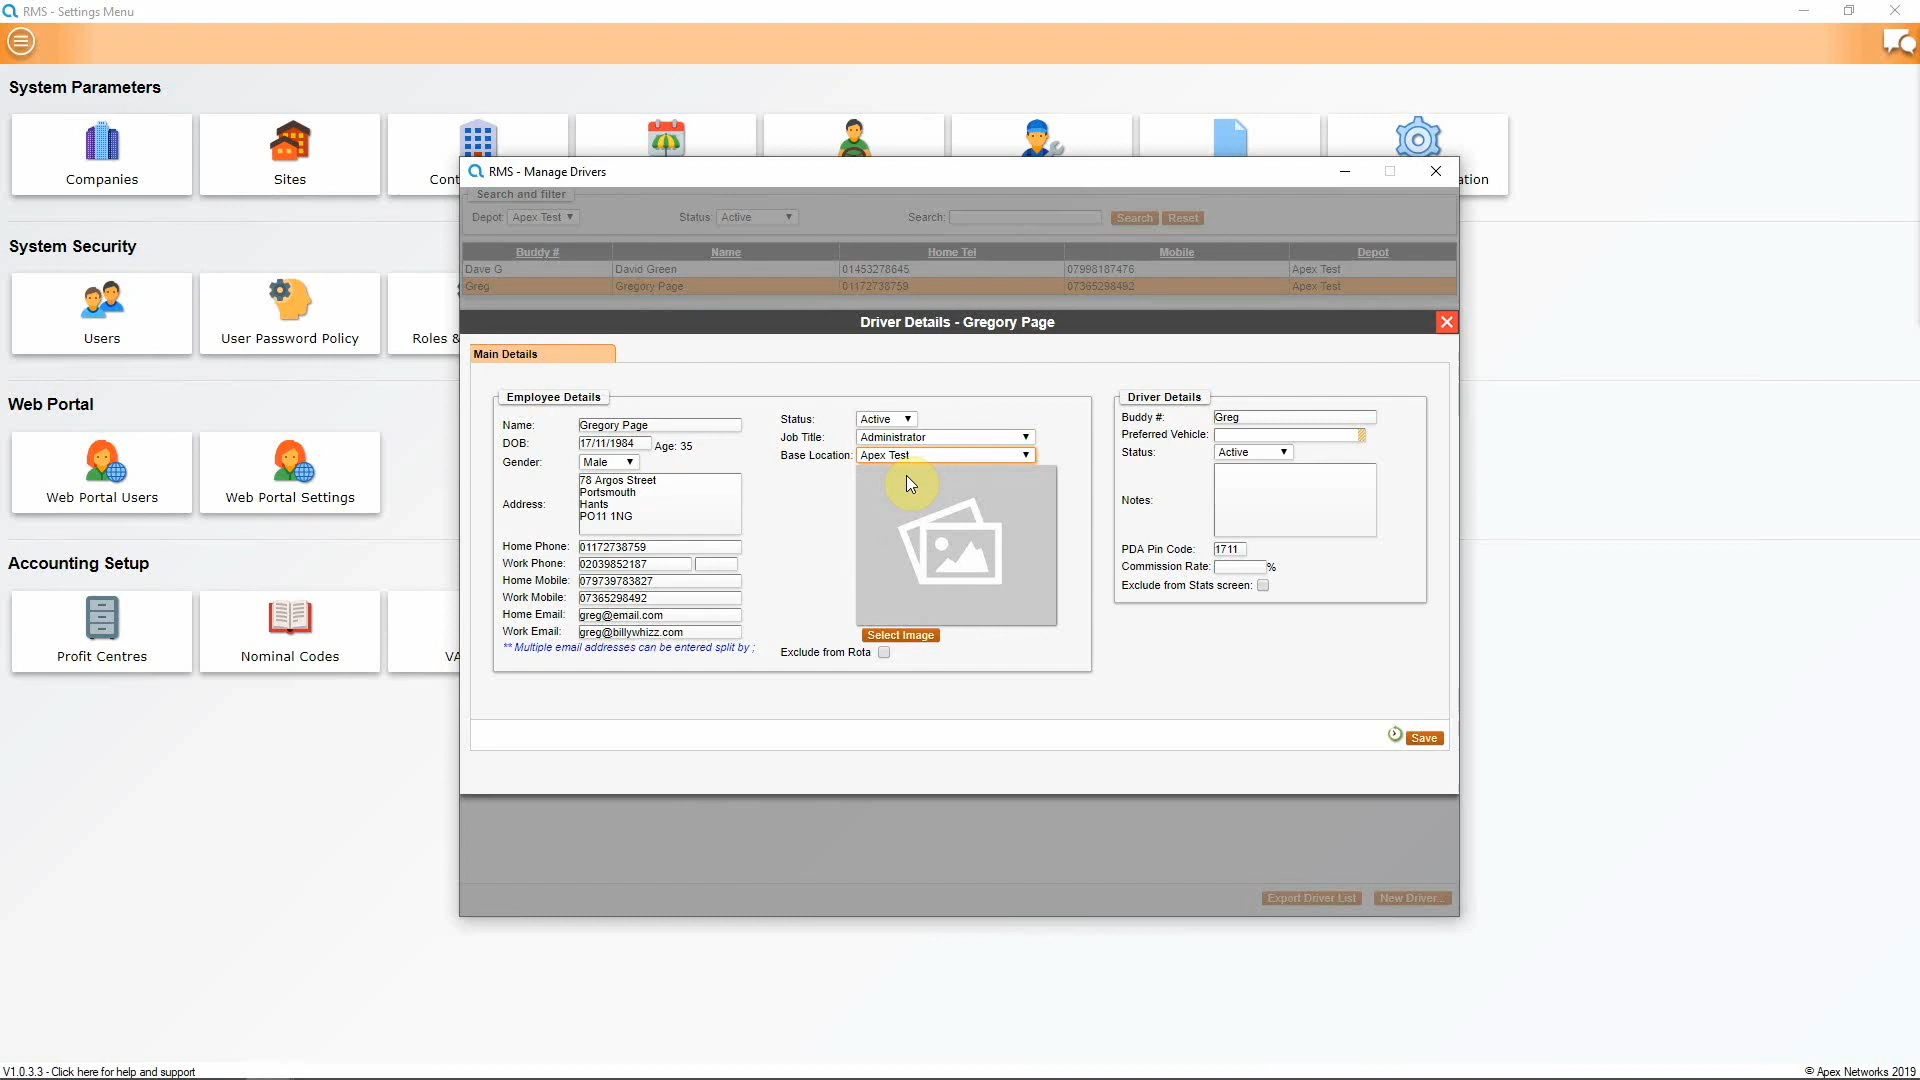 RMS - Settings Menu
System Parameters
Companies
Sites
Cont
ation
RMS - Manage Drivers
Search and filter
Depot: Apex Test
Status: Active
Search:
Search
Reset
Buddy # Name Home Tel Mobile Depot
Dave G David Green 01453278645 07998187476 Apex Test
Greg Gregory Page 01172738759 07365298492 Apex Test
System Security
Users
User Password Policy
Roles &
Driver Details - Gregory Page
Main Details
Employee Details
Name: Gregory Page
DOB: 17/11/1984 Age: 35
Gender: Male
Address: 78 Argos Street
Portsmouth
Hants
PO11 1NG
Home Phone: 01172738759
Work Phone: 02039852187
Home Mobile: 079739783827
Work Mobile: 07365298492
Home Email: greg@email.com
Work Email: greg@billywhizz.com
** Multiple email addresses can be entered split by ;
Status: Active
Job Title: Administrator
Base Location: Apex Test
Select Image
Exclude from Rota
Driver Details
Buddy #: Greg
Preferred Vehicle:
Status: Active
Notes:
PDA Pin Code: 1711
Commission Rate: %
Exclude from Stats screen:
Save
Web Portal
Web Portal Users
Web Portal Settings
Accounting Setup
Profit Centres
Nominal Codes
VA
Export Driver List
New Driver...
V1.0.3.3 - Click here for help and support
© Apex Networks 2019